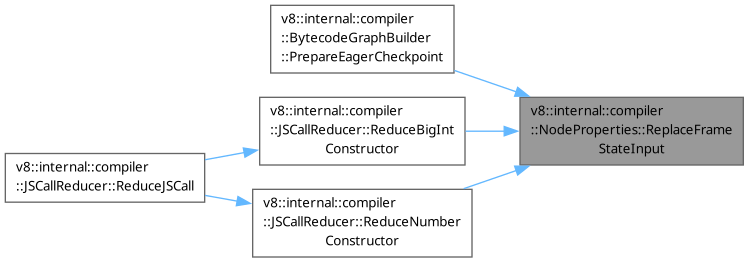 v8::internal::compiler
::BytecodeGraphBuilder
::PrepareEagerCheckpoint
v8::internal::compiler
::JSCallReducer::ReduceBigInt
Constructor
v8::internal::compiler
::NodeProperties::ReplaceFrame
StateInput
v8::internal::compiler
::JSCallReducer::ReduceJSCall
v8::internal::compiler
::JSCallReducer::ReduceNumber
Constructor